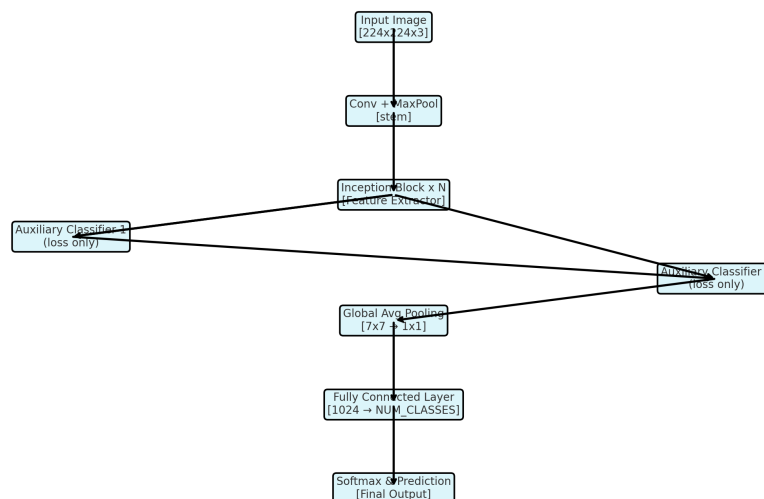 Input Image
[224x224x3]
Conv + MaxPool
[stem]
Inception Block x N
[Feature Extractor]
Auxiliary Classifier 1
(loss only)
Auxiliary Classifier
(loss only)
Global Avg Pooling
[7x7 → 1x1]
Fully Connected Layer
[1024 → NUM_CLASSES]
Softmax & Prediction
[Final Output]